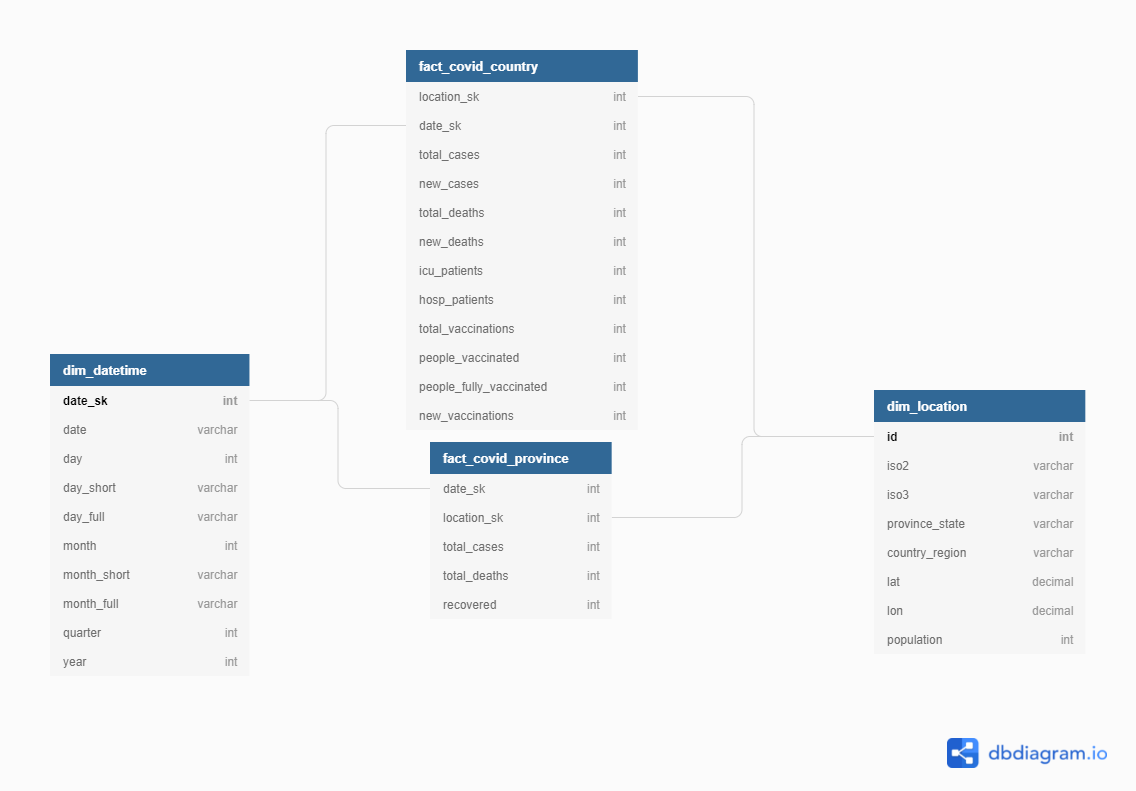 fact_covid_country
location_sk int
date_sk int
total_cases int
new_cases int
total_deaths int
new_deaths int
icu_patients int
hosp_patients int
total_vaccinations int
people_vaccinated int
people_fully_vaccinated int
new_vaccinations int
dim_datetime
date_sk int
date varchar
day int
day_short varchar
day_full varchar
month int
month_short varchar
month_full varchar
quarter int
year int
fact_covid_province
date_sk int
location_sk int
total_cases int
total_deaths int
recovered int
dim_location
id int
iso2 varchar
iso3 varchar
province_state varchar
country_region varchar
lat decimal
lon decimal
population int
dbdiagram.io